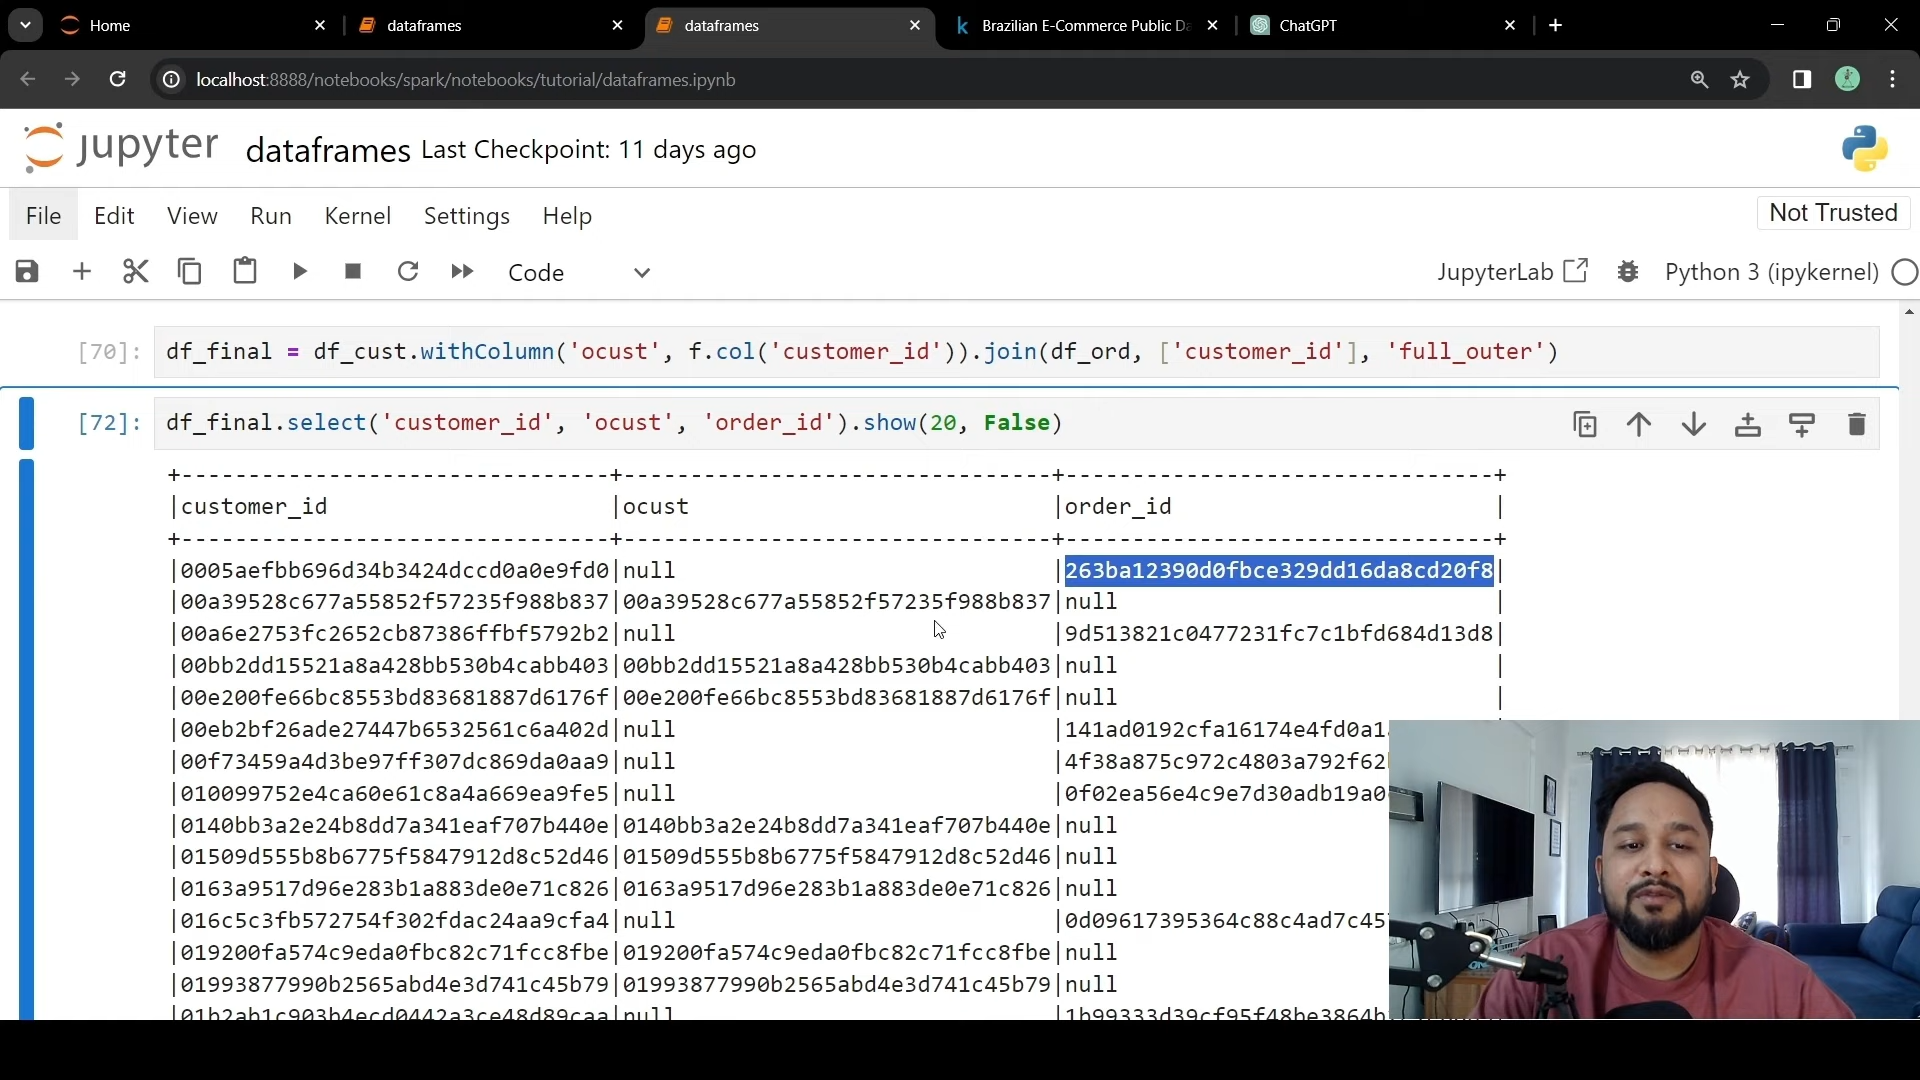 Home
dataframes
dataframes
Brazilian E-Commerce Public Da
ChatGPT
localhost:8888/notebooks/spark/notebooks/tutorial/dataframes.ipynb
jupyter
dataframes Last Checkpoint: 11 days ago
File Edit View Run Kernel Settings Help
Not Trusted
Code
JupyterLab
Python 3 (ipykernel)
[70]: df_final = df_cust.withColumn('ocust', f.col('customer_id')).join(df_ord, ['customer_id'], 'full_outer')
[72]: df_final.select('customer_id', 'ocust', 'order_id').show(20, False)
+--------------------------------+--------------------------------+--------------------------------+
|customer_id |ocust |order_id |
+--------------------------------+--------------------------------+--------------------------------+
|0005aefbb696d34b3424dccd0a0e9fd0|null |263ba12390d0fbce329dd16da8cd20f8|
|00a39528c677a55852f57235f988b837|00a39528c677a55852f57235f988b837|null |
|00a6e2753fc2652cb87386ffbf5792b2|null |9d513821c0477231fc7c1bfd684d13d8|
|00bb2dd15521a8a428bb530b4cabb403|00bb2dd15521a8a428bb530b4cabb403|null |
|00e200fe66bc8553bd83681887d6176f|00e200fe66bc8553bd83681887d6176f|null |
|00eb2bf26ade27447b6532561c6a402d|null |141ad0192cfa16174e4fd0a1
|00f73459a4d3be97ff307dc869da0aa9|null |4f38a875c972c4803a792f62
|010099752e4ca60e61c8a4a669ea9fe5|null |0f02ea56e4c9e7d30adb19a0
|0140bb3a2e24b8dd7a341eaf707b440e|0140bb3a2e24b8dd7a341eaf707b440e|null
|01509d555b8b6775f5847912d8c52d46|01509d555b8b6775f5847912d8c52d46|null
|0163a9517d96e283b1a883de0e71c826|0163a9517d96e283b1a883de0e71c826|null
|016c5c3fb572754f302fdac24aa9cfa4|null |0d09617395364c88c4ad7c45
|019200fa574c9eda0fbc82c71fcc8fbe|019200fa574c9eda0fbc82c71fcc8fbe|null
|01993877990b2565abd4e3d741c45b79|01993877990b2565abd4e3d741c45b79|null
|01b2ab1c903b4ecd0442a3ce48d89caa|null |1b99333d39cf95f48be3864b